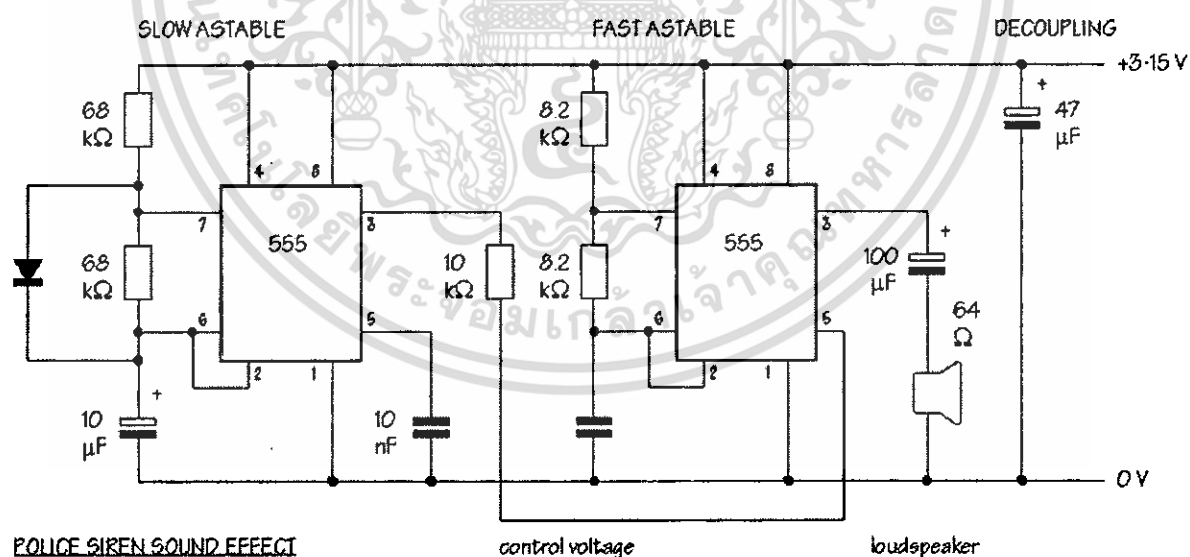 SLOW ASTABLE
FAST ASTABLE
DECOUPLING
+3-15 V
68
kΩ
8.2
kΩ
+
47
µF
4
8
4
8
7
3
7
3
555
555
68
kΩ
10
kΩ
8.2
kΩ
+
100
µF
64
Ω
6
5
6
5
2
1
2
1
+
10
µF
10
nF
0 V
POLICE SIREN SOUND EFFECT
control voltage
loudspeaker